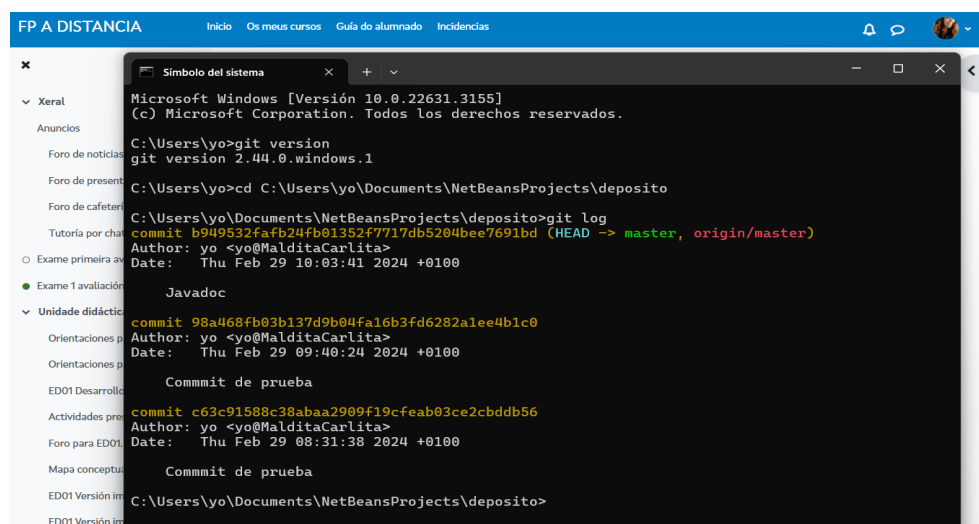 FP A DISTANCIA Inicio Os meus cursos Guía do alumnado Incidencias
Xeral
Anuncios
Foro de noticias
Foro de present
Foro de cafeteri
Tutoría por chat
Exame primeira av
Exame 1 avaliación
Unidade didáctic
Orientaciones p
Orientaciones p
ED01 Desarrollo
Actividades pres
Foro para ED01.
Mapa conceptua
ED01 Versión im
ED01 Versión im
Símbolo del sistema
Microsoft Windows [Versión 10.0.22631.3155]
(c) Microsoft Corporation. Todos los derechos reservados.
C:\Users\yo>git version
git version 2.44.0.windows.1
C:\Users\yo>cd C:\Users\yo\Documents\NetBeansProjects\deposito
C:\Users\yo\Documents\NetBeansProjects\deposito>git log
commit b949532fafb24fb01352f7717db5204bee7691bd (HEAD -> master, origin/master)
Author: yo <yo@MalditaCarlita>
Date:   Thu Feb 29 10:03:41 2024 +0100
Javadoc
commit 98a468fb03b137d9b04fa16b3fd6282a1ee4b1c0
Author: yo <yo@MalditaCarlita>
Date:   Thu Feb 29 09:40:24 2024 +0100
Commmit de prueba
commit c63c91588c38abaa2909f19cfeab03ce2cbddb56
Author: yo <yo@MalditaCarlita>
Date:   Thu Feb 29 08:31:38 2024 +0100
Commmit de prueba
C:\Users\yo\Documents\NetBeansProjects\deposito>